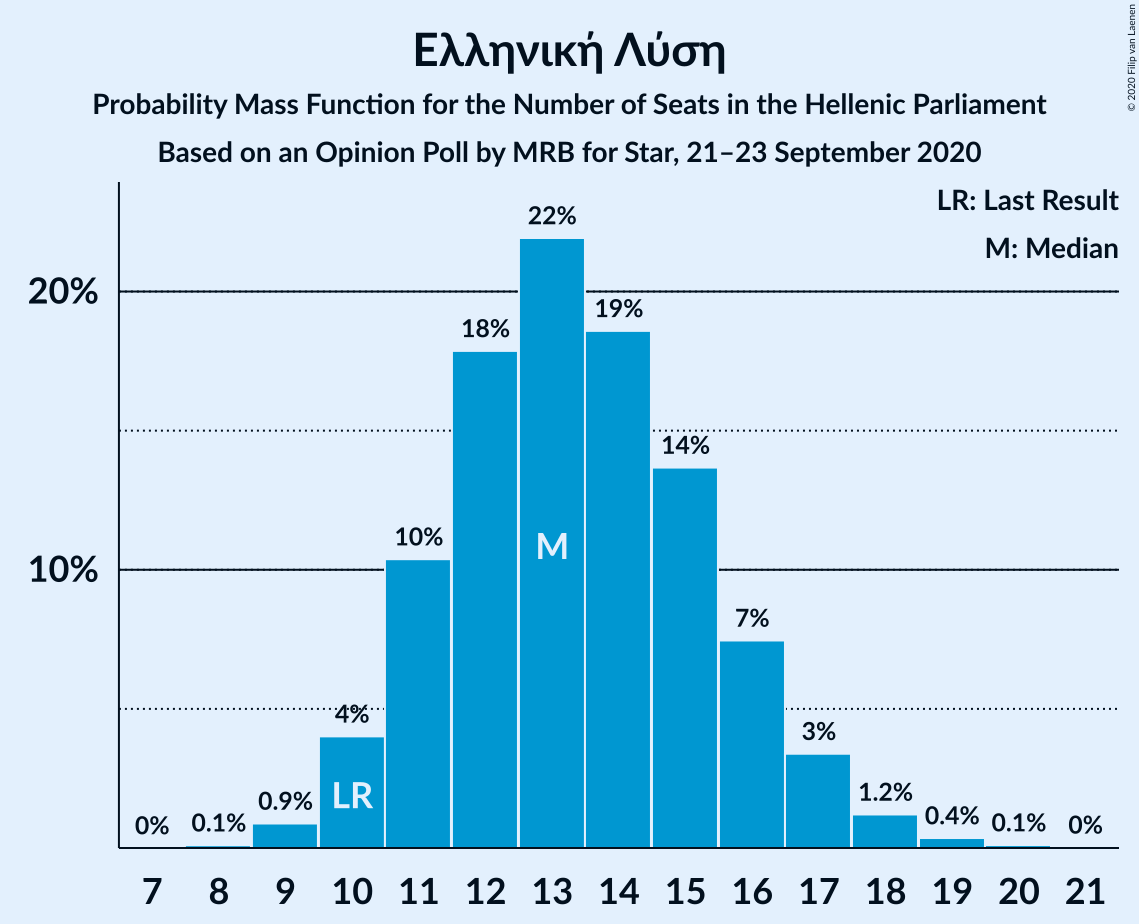 Ελληνική Λύση
Probability Mass Function for the Number of Seats in the Hellenic Parliament
Based on an Opinion Poll by MRB for Star, 21–23 September 2020
© 2020 Filip van Laenen
LR: Last Result
M: Median
20%
10%
0%
0.1%
0.9%
4%
10%
18%
22%
19%
14%
7%
3%
1.2%
0.4%
0.1%
0%
LR
M
7 8 9 10 11 12 13 14 15 16 17 18 19 20 21